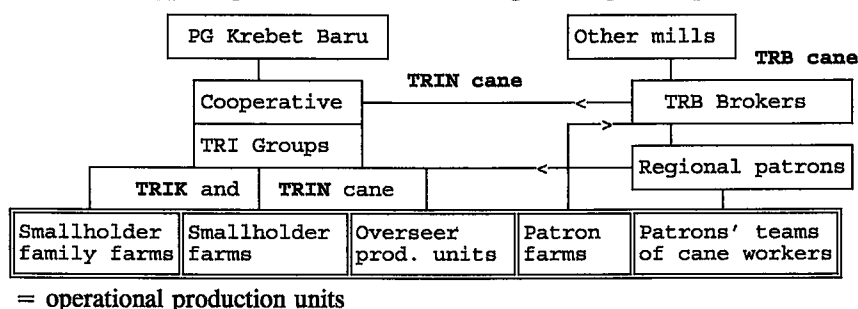 PG Krebet Baru
Other mills
TRB cane
TRIN cane
Cooperative
TRB Brokers
TRI Groups
Regional patrons
TRIK and TRIN cane
Smallholder family farms
Smallholder farms
Overseer prod. units
Patron farms
Patrons' teams of cane workers
= operational production units